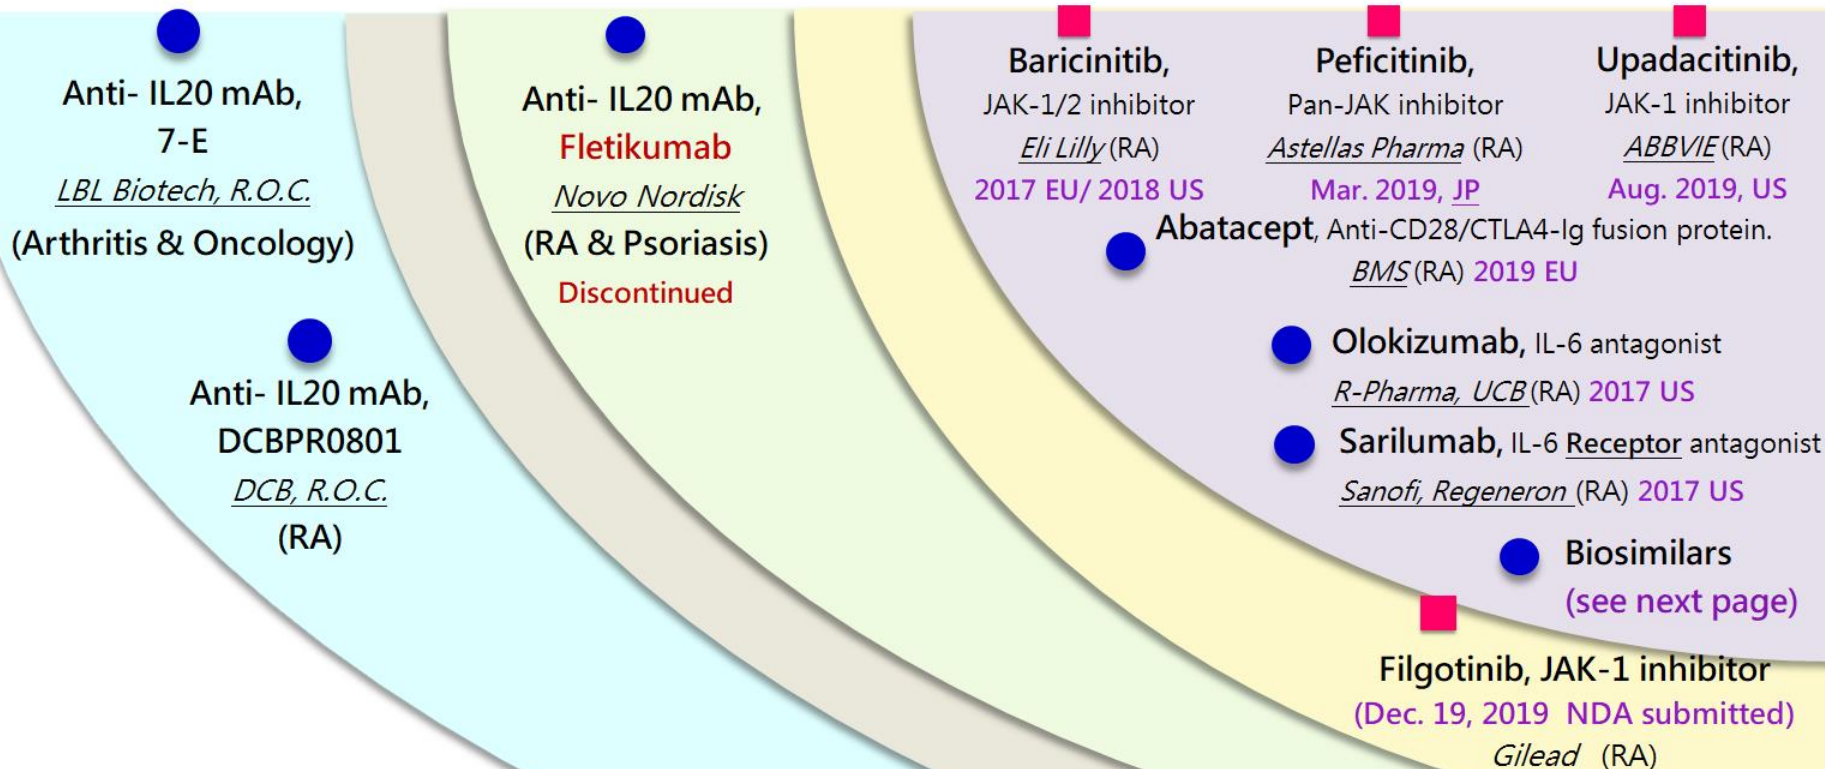 Anti- IL20 mAb,
7-E
LBL Biotech, R.O.C.
(Arthritis & Oncology)
Anti- IL20 mAb,
DCBPR0801
DCB, R.O.C.
(RA)
Anti- IL20 mAb,
Fletikumab
Novo Nordisk
(RA & Psoriasis)
Discontinued
Baricinitib,
JAK-1/2 inhibitor
Eli Lilly (RA)
2017 EU/ 2018 US
Peficitinib,
Pan-JAK inhibitor
Astellas Pharma (RA)
Mar. 2019, JP
Upadacitinib,
JAK-1 inhibitor
ABBVIE (RA)
Aug. 2019, US
Abatacept, Anti-CD28/CTLA4-Ig fusion protein.
BMS (RA) 2019 EU
Olokizumab, IL-6 antagonist
R-Pharma, UCB (RA) 2017 US
Sarilumab, IL-6 Receptor antagonist
Sanofi, Regeneron (RA) 2017 US
Biosimilars
(see next page)
Filgotinib, JAK-1 inhibitor
(Dec. 19, 2019 NDA submitted)
Gilead (RA)